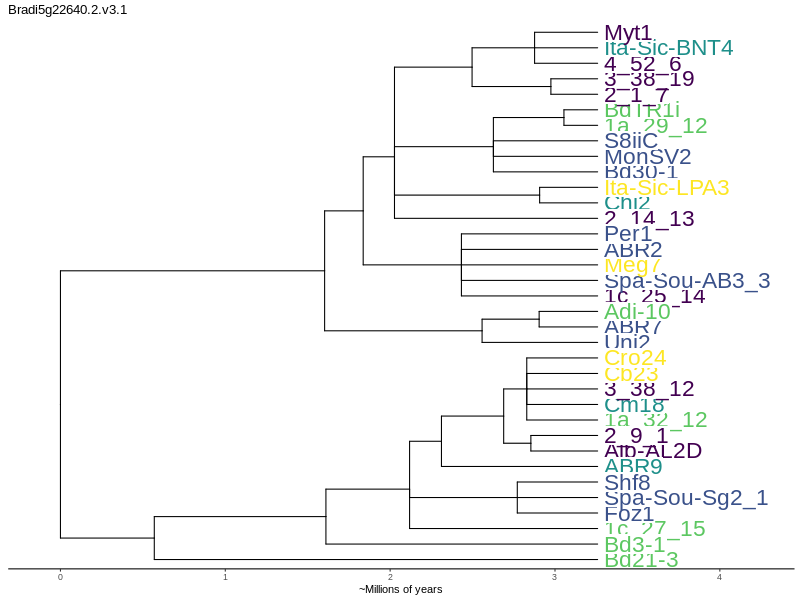 Bradi5g22640.2.v3.1
Myt1
Ita-Sic-BNT4
4_52_6
3_38_19
2_1_7
BdTR1i
1a_29_12
S8iiC
MonSV2
Bd30-1
Ita-Sic-LPA3
Chi2
2_14_13
Per1
ABR2
Meg7
Spa-Sou-AB3_3
1c_25_14
Adi-10
ABR7
Uni2
Cro24
Cb23
3_38_12
Cm18
1a_32_12
2_9_1
Alb-AL2D
ABR9
Shf8
Spa-Sou-Sg2_1
Foz1
1c_27_15
Bd3-1
Bd21-3
0 1 2 3 4
~Millions of years